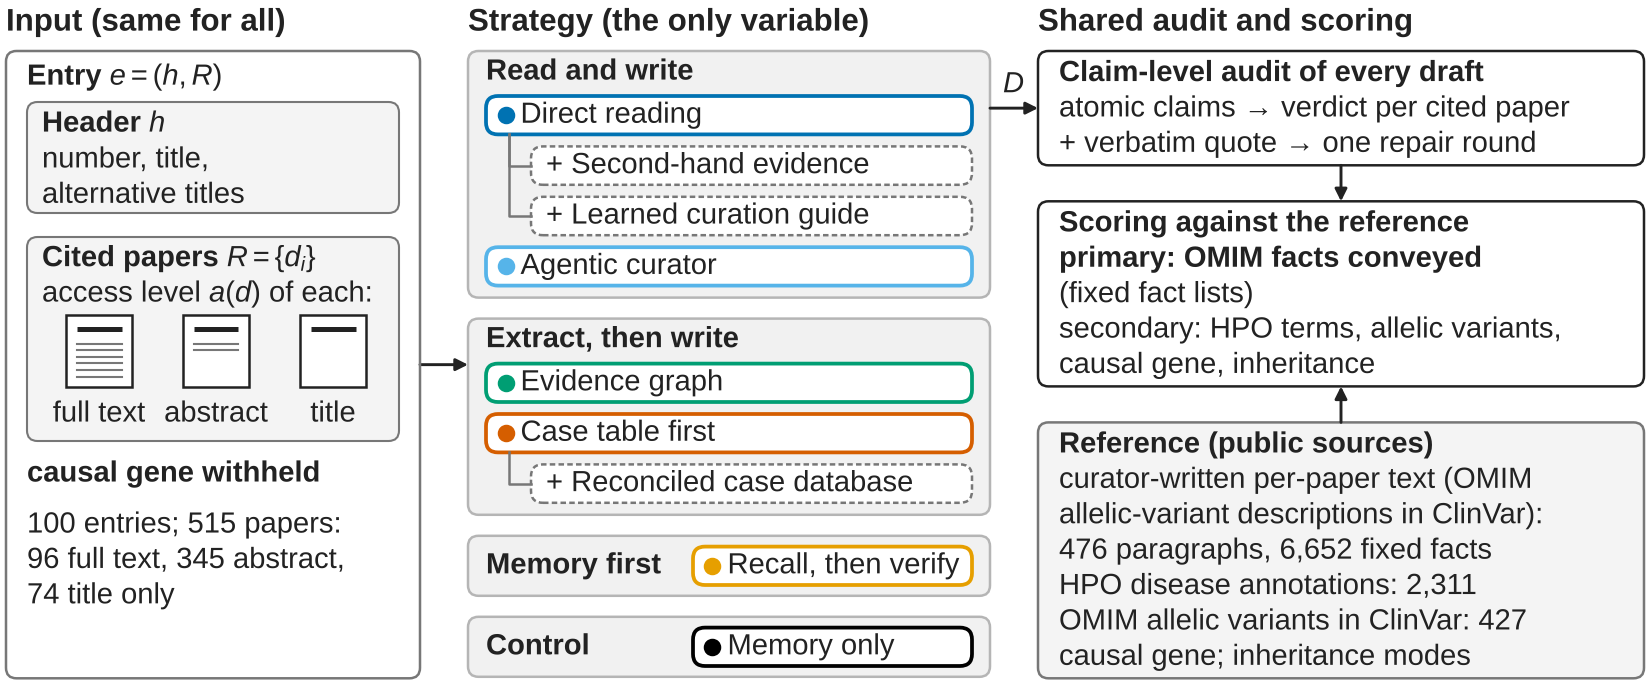 Input (same for all)
Entry e = (h, R)
Header h
number, title,
alternative titles
Cited papers R = {dᵢ}
access level a(d) of each:
full text abstract title
causal gene withheld
100 entries; 515 papers:
96 full text, 345 abstract,
74 title only
Strategy (the only variable)
Read and write
Direct reading
+ Second-hand evidence
+ Learned curation guide
Agentic curator
Extract, then write
Evidence graph
Case table first
+ Reconciled case database
Memory first
Recall, then verify
Control
Memory only
D
Shared audit and scoring
Claim-level audit of every draft
atomic claims → verdict per cited paper
+ verbatim quote → one repair round
Scoring against the reference
primary: OMIM facts conveyed
(fixed fact lists)
secondary: HPO terms, allelic variants,
causal gene, inheritance
Reference (public sources)
curator-written per-paper text (OMIM
allelic-variant descriptions in ClinVar):
476 paragraphs, 6,652 fixed facts
HPO disease annotations: 2,311
OMIM allelic variants in ClinVar: 427
causal gene; inheritance modes